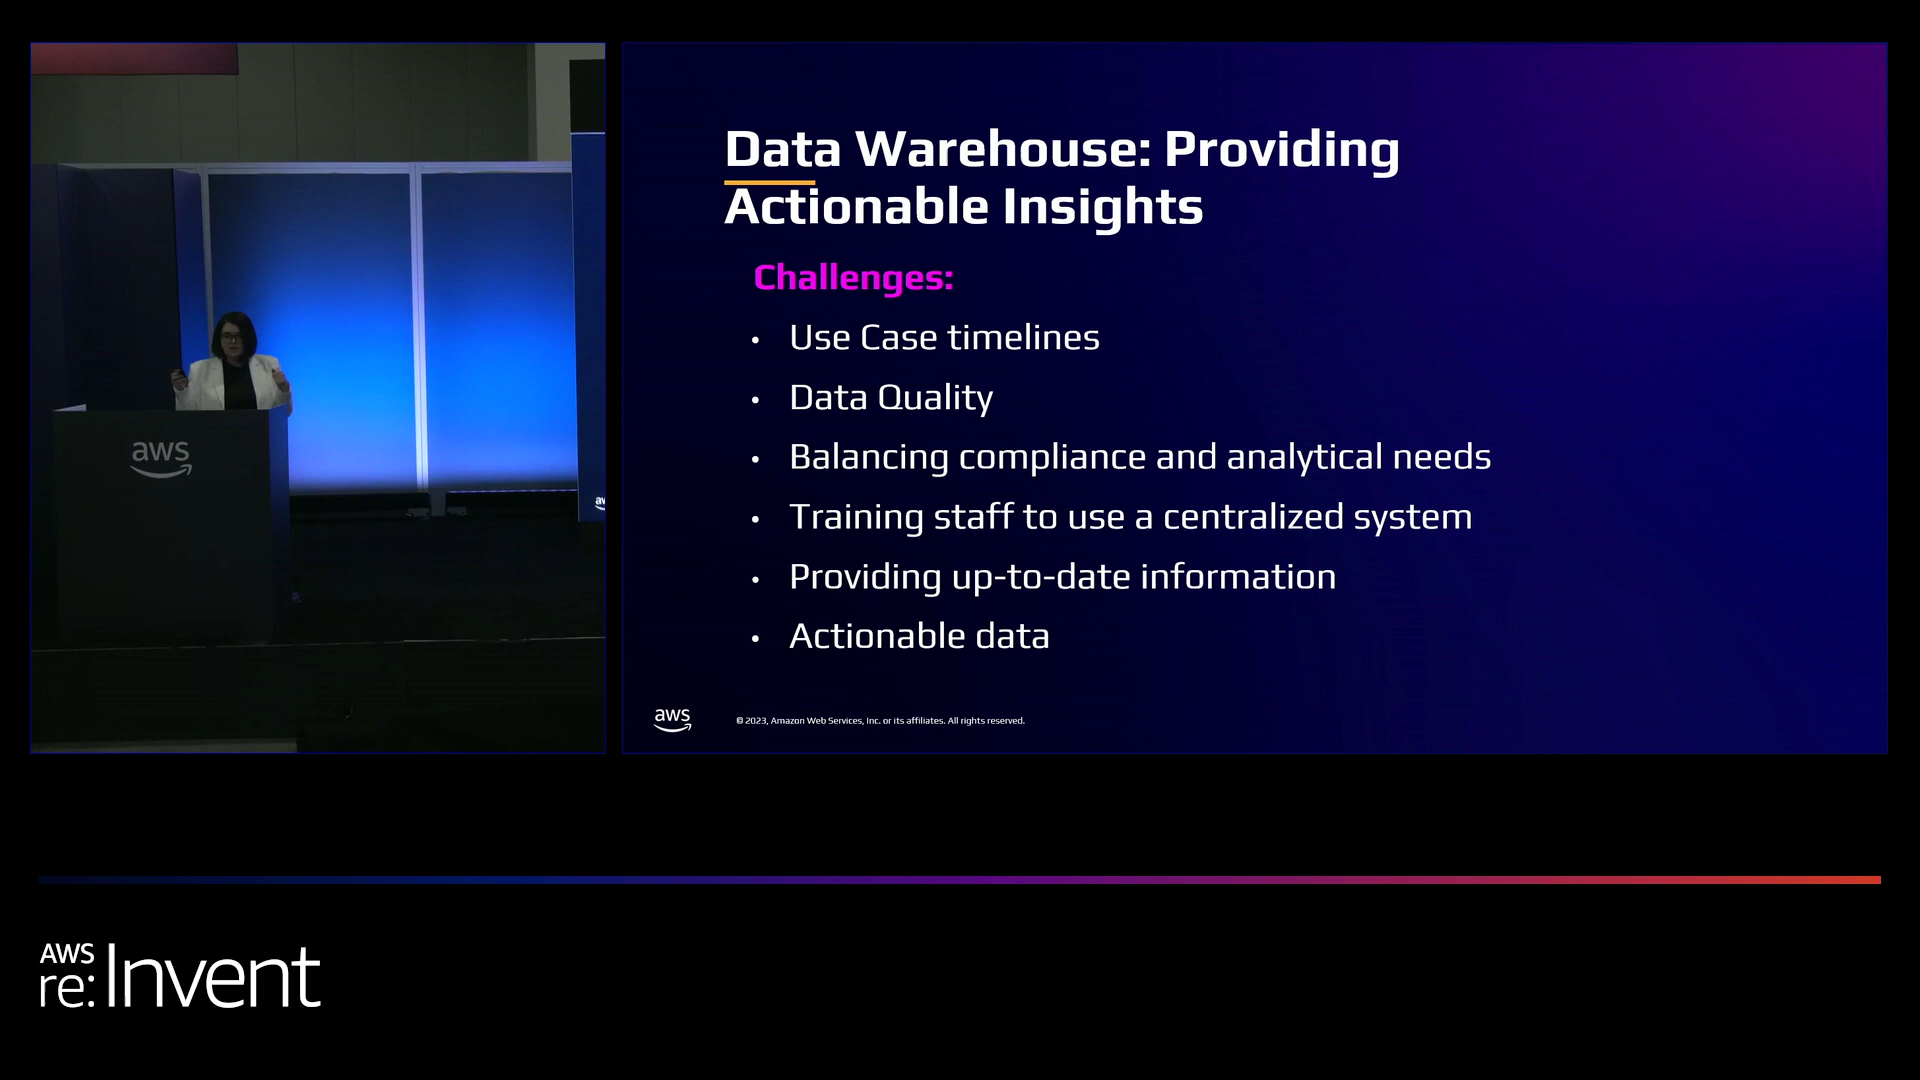 Data Warehouse: Providing
Actionable Insights
Challenges:
• Use Case timelines
• Data Quality
• Balancing compliance and analytical needs
• Training staff to use a centralized system
• Providing up-to-date information
• Actionable data
aws
© 2023, Amazon Web Services, Inc. or its affiliates. All rights reserved.
aws
aw
AWS
re:Invent